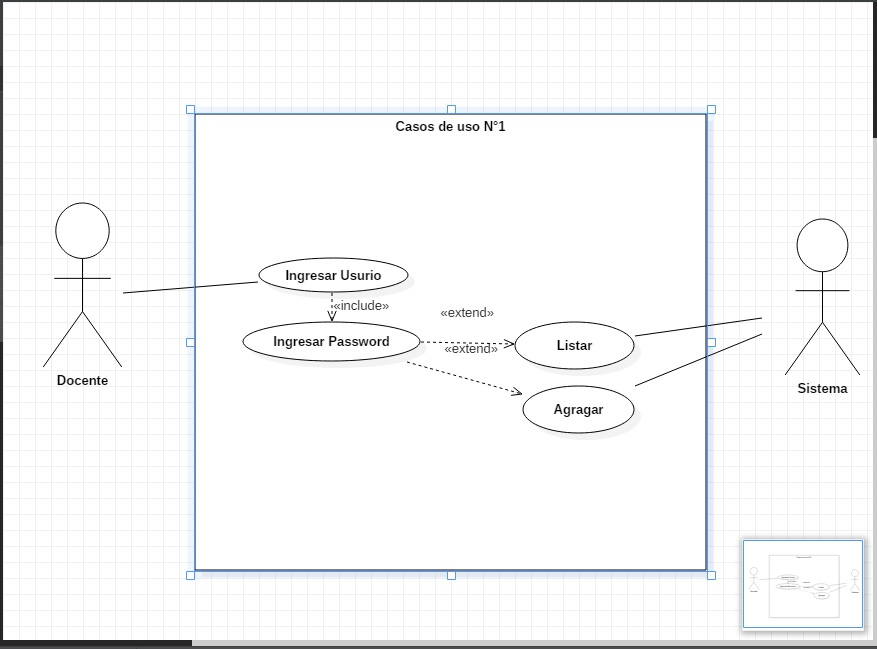 Casos de uso N°1
Ingresar Usurio
«include»
«extend»
Ingresar Password
Listar
«extend»
Docente
Sistema
Agragar